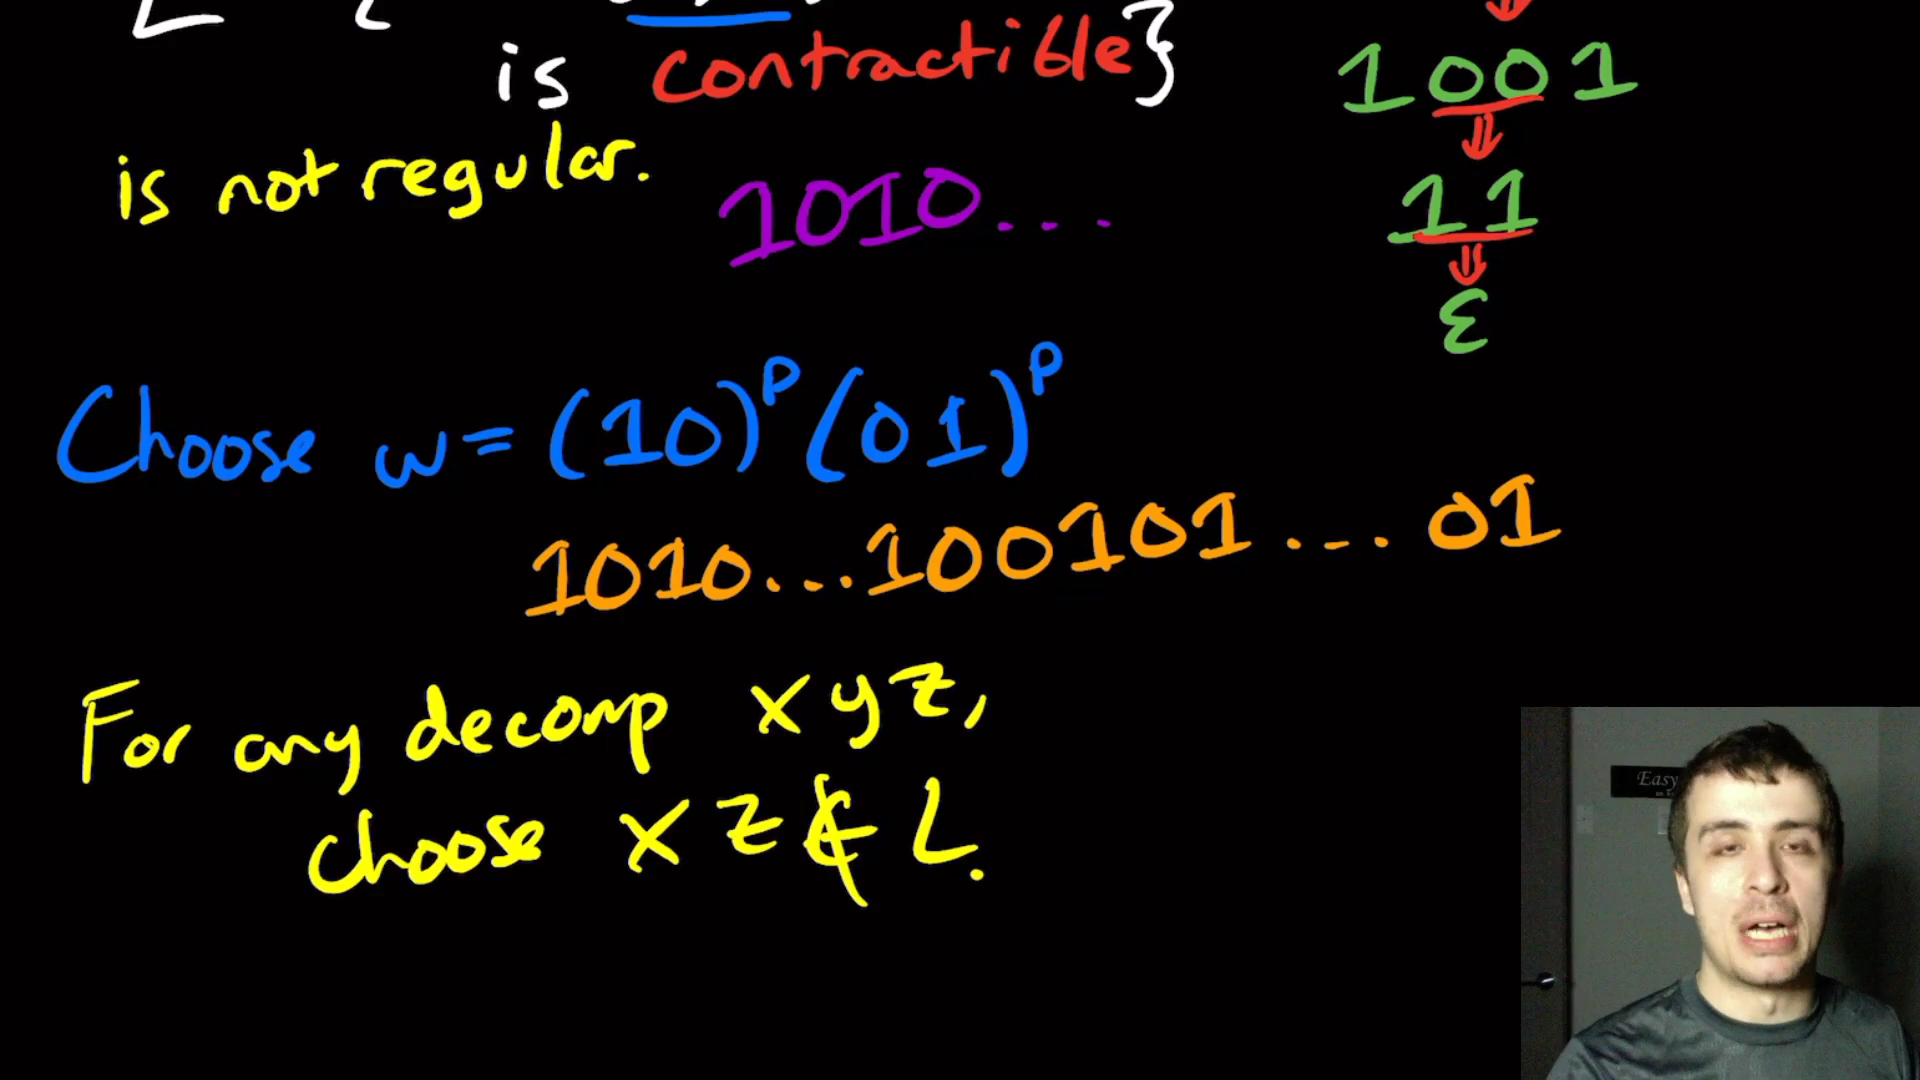 is contractible}
is not regular.
1010...
1001
11
ε
Choose w = (10)^p (01)^p
1010...100101...01
For any decomp xyz,
choose xz ∉ L.
Easy